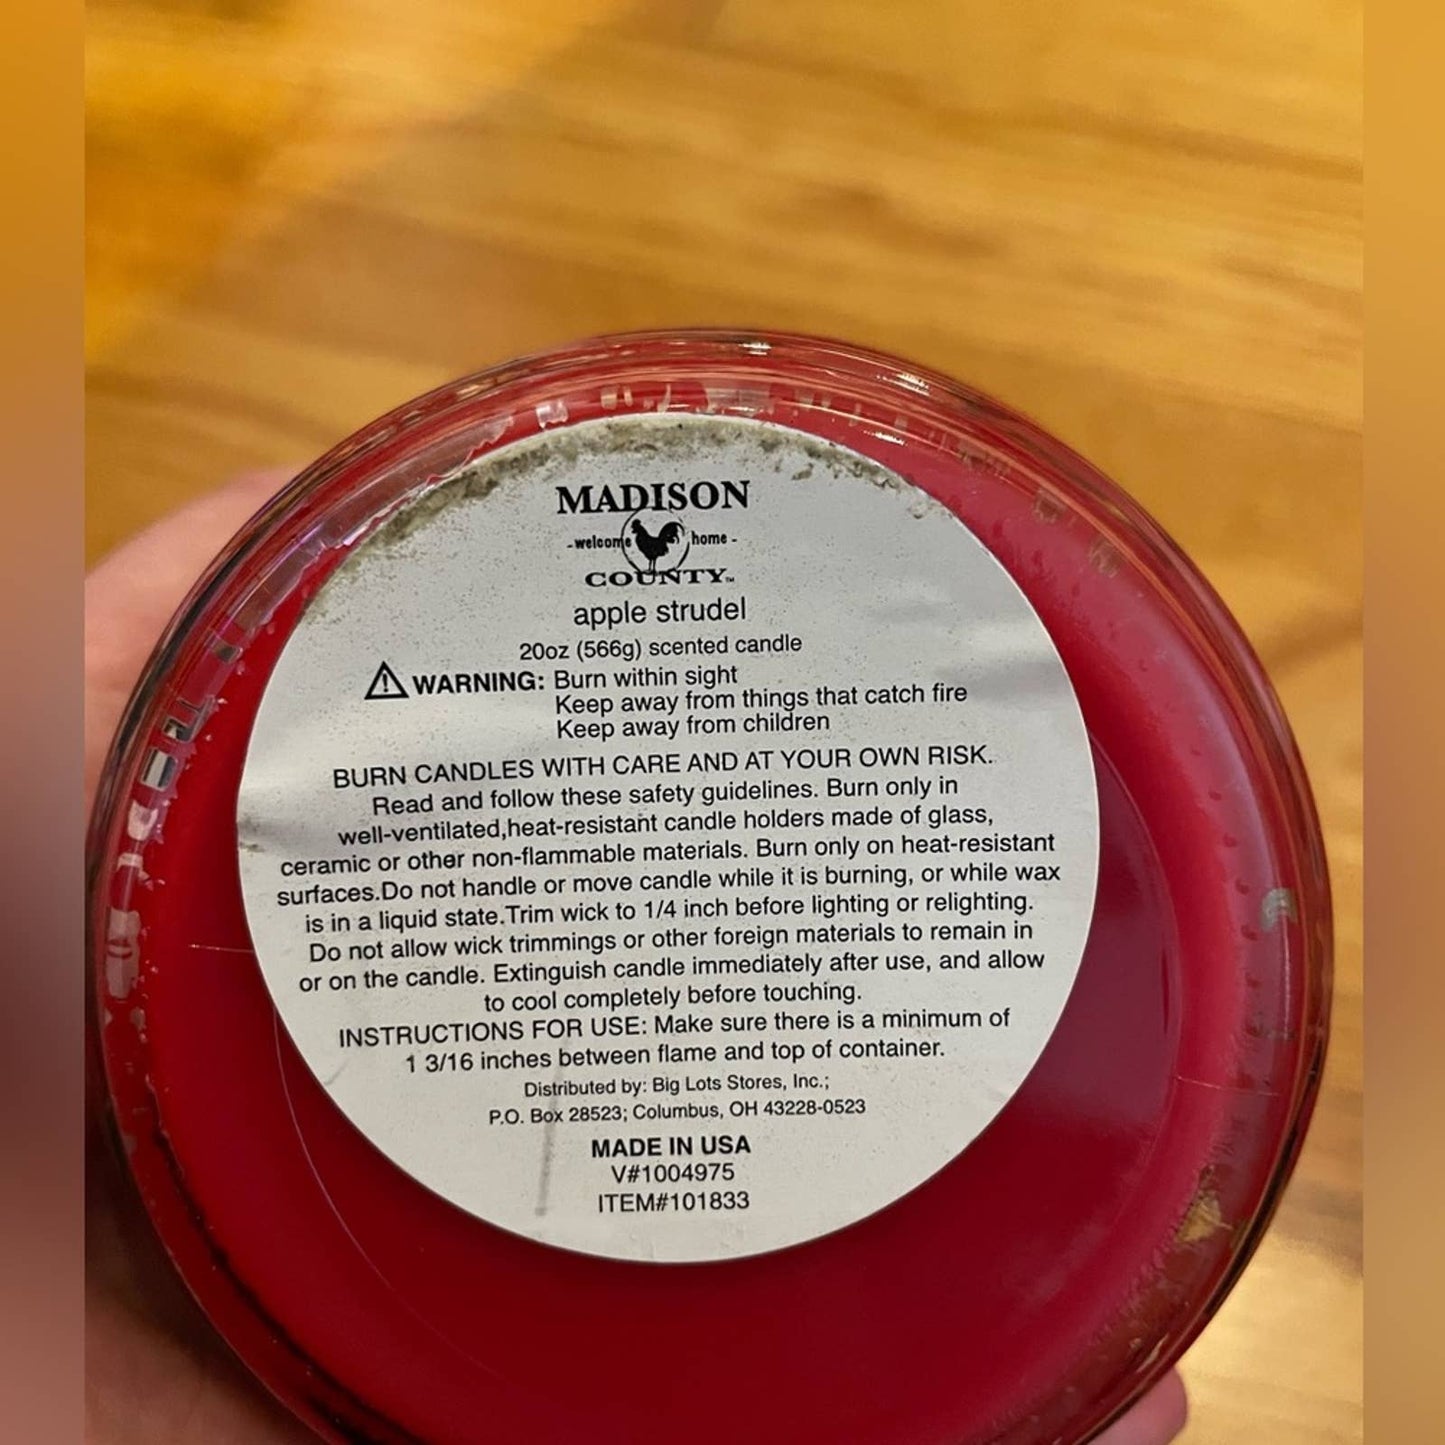 MADISON
-welcome home-
COUNTY™
apple strudel
20oz (566g) scented candle
⚠ WARNING: Burn within sight
Keep away from things that catch fire
Keep away from children
BURN CANDLES WITH CARE AND AT YOUR OWN RISK.
Read and follow these safety guidelines. Burn only in
well-ventilated,heat-resistant candle holders made of glass,
ceramic or other non-flammable materials. Burn only on heat-resistant
surfaces.Do not handle or move candle while it is burning, or while wax
is in a liquid state.Trim wick to 1/4 inch before lighting or relighting.
Do not allow wick trimmings or other foreign materials to remain in
or on the candle. Extinguish candle immediately after use, and allow
to cool completely before touching.
INSTRUCTIONS FOR USE: Make sure there is a minimum of
1 3/16 inches between flame and top of container.
Distributed by: Big Lots Stores, Inc.;
P.O. Box 28523; Columbus, OH 43228-0523
MADE IN USA
V#1004975
ITEM#101833